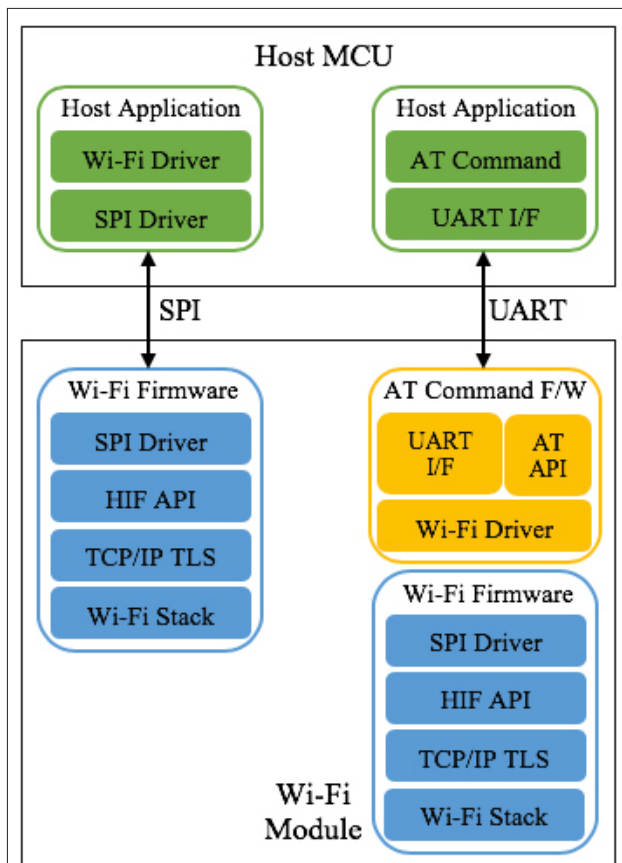 Host MCU
Host Application
Wi-Fi Driver
SPI Driver
Host Application
AT Command
UART I/F
SPI
UART
Wi-Fi Firmware
SPI Driver
HIF API
TCP/IP TLS
Wi-Fi Stack
AT Command F/W
UART
I/F
AT
API
Wi-Fi Driver
Wi-Fi Firmware
SPI Driver
HIF API
TCP/IP TLS
Wi-Fi Stack
Wi-Fi
Module